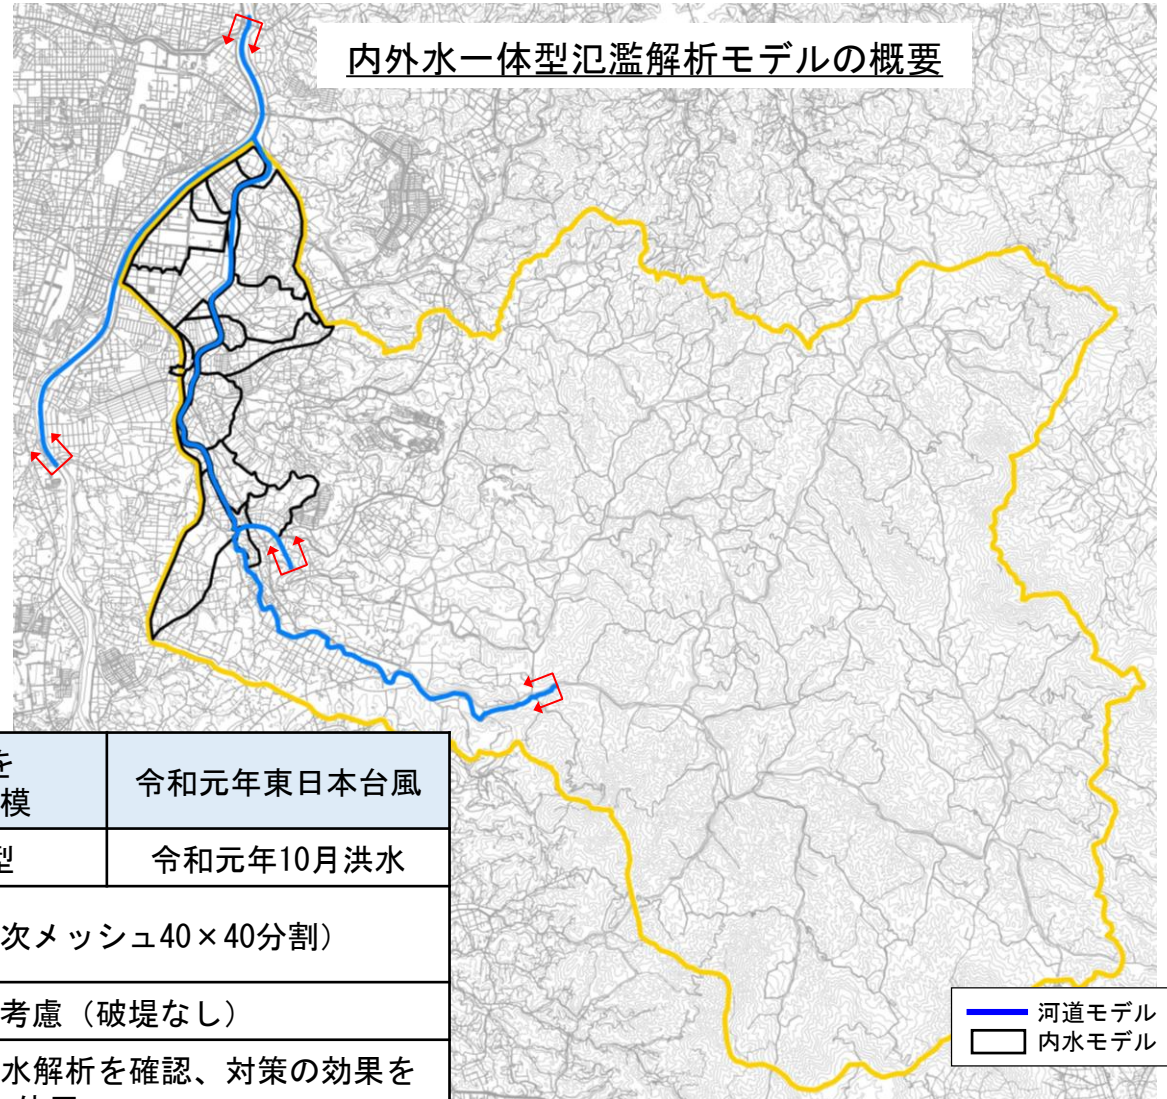 内外水一体型氾濫解析モデルの概要
を
模
令和元年東日本台風
型
令和元年10月洪水
次メッシュ40×40分割）
考慮（破堤なし）
水解析を確認、対策の効果を
河道モデル
内水モデル